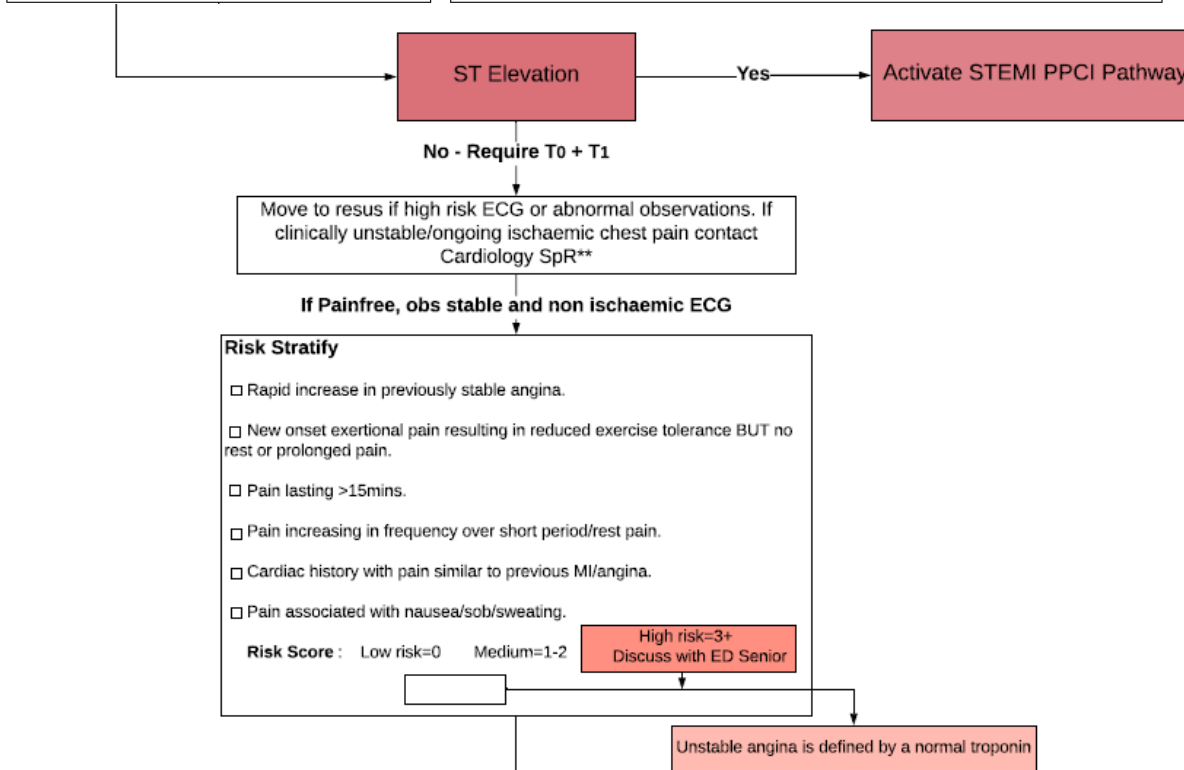 ST Elevation
Yes
Activate STEMI PPCI Pathway
No - Require T0 + T1
Move to resus if high risk ECG or abnormal observations. If
clinically unstable/ongoing ischaemic chest pain contact
Cardiology SpR**
If Painfree, obs stable and non ischaemic ECG
Risk Stratify
Rapid increase in previously stable angina.
New onset exertional pain resulting in reduced exercise tolerance BUT no
rest or prolonged pain.
Pain lasting >15mins.
Pain increasing in frequency over short period/rest pain.
Cardiac history with pain similar to previous MI/angina.
Pain associated with nausea/sob/sweating.
Risk Score : Low risk=0 Medium=1-2
High risk=3+
Discuss with ED Senior
Unstable angina is defined by a normal troponin